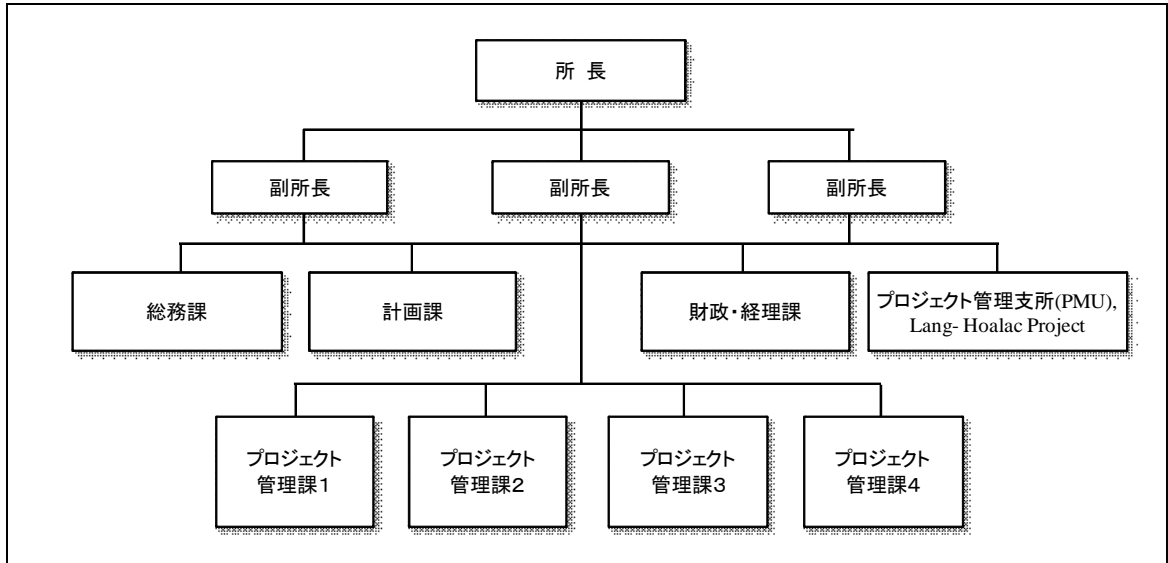 所 長
副所長
副所長
副所長
総務課
計画課
財政・経理課
プロジェクト管理支所(PMU),
Lang- Hoalac Project
プロジェクト
管理課1
プロジェクト
管理課2
プロジェクト
管理課3
プロジェクト
管理課4